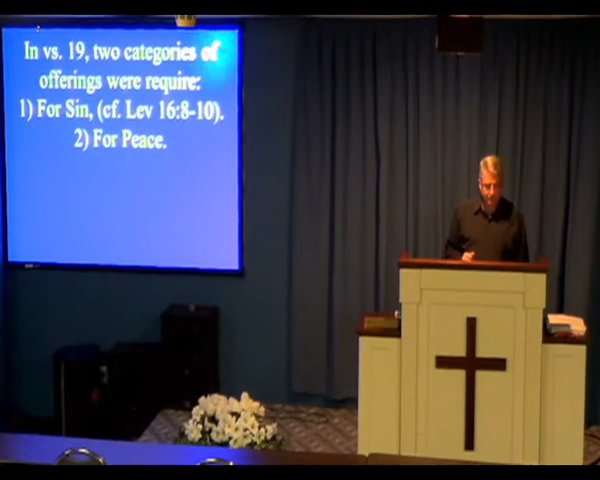 In vs. 19, two categories of
offerings were require:
1) For Sin, (cf. Lev 16:8-10).
2) For Peace.